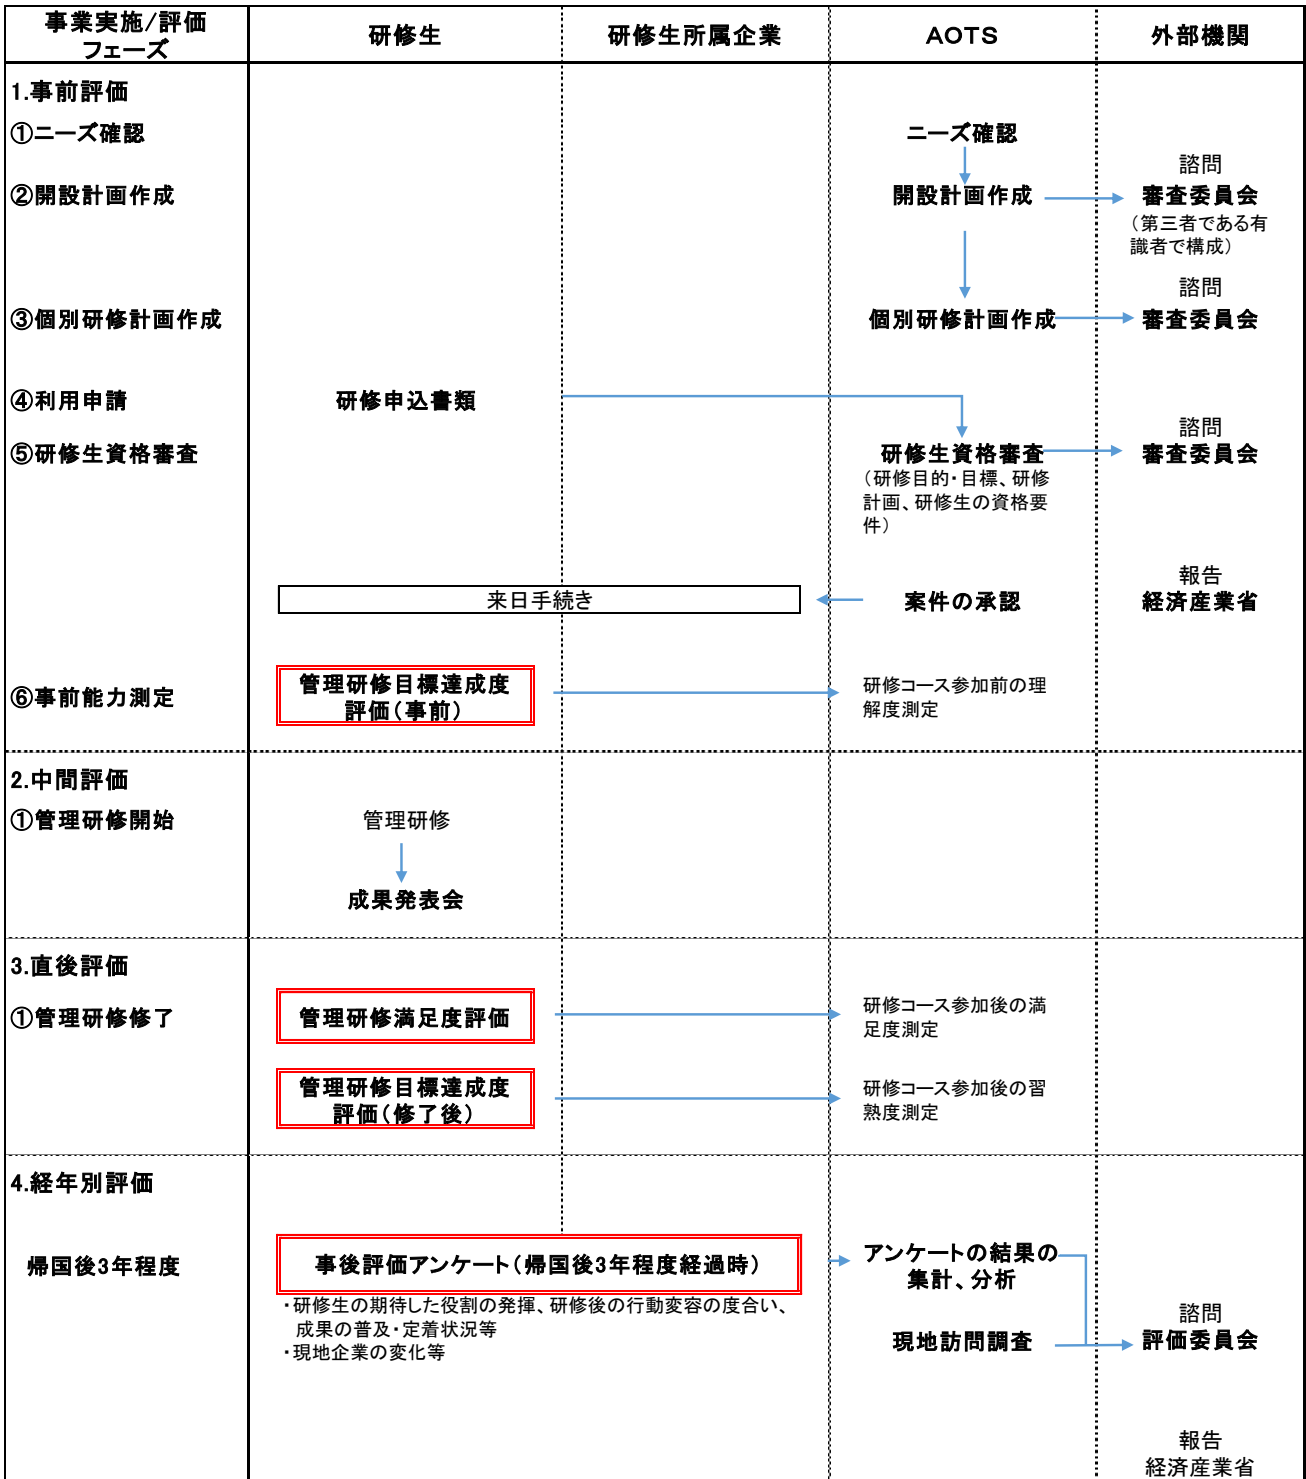 事業実施/評価
フェーズ
研修生
研修生所属企業
AOTS
外部機関
1.事前評価
①ニーズ確認
ニーズ確認
諮問
②開設計画作成
開設計画作成
審査委員会
（第三者である有
識者で構成）
諮問
③個別研修計画作成
個別研修計画作成
審査委員会
④利用申請
研修申込書類
諮問
⑤研修生資格審査
研修生資格審査
審査委員会
（研修目的・目標、研修
計画、研修生の資格要
件）
報告
来日手続き
案件の承認
経済産業省
⑥事前能力測定
管理研修目標達成度
評価（事前）
研修コース参加前の理
解度測定
2.中間評価
①管理研修開始
管理研修
成果発表会
3.直後評価
①管理研修修了
管理研修満足度評価
研修コース参加後の満
足度測定
管理研修目標達成度
評価（修了後）
研修コース参加後の習
熟度測定
4.経年別評価
帰国後3年程度
事後評価アンケート（帰国後3年程度経過時）
アンケートの結果の
集計、分析
・研修生の期待した役割の発揮、研修後の行動変容の度合い、
成果の普及・定着状況等
・現地企業の変化等
現地訪問調査
諮問
評価委員会
報告
経済産業省